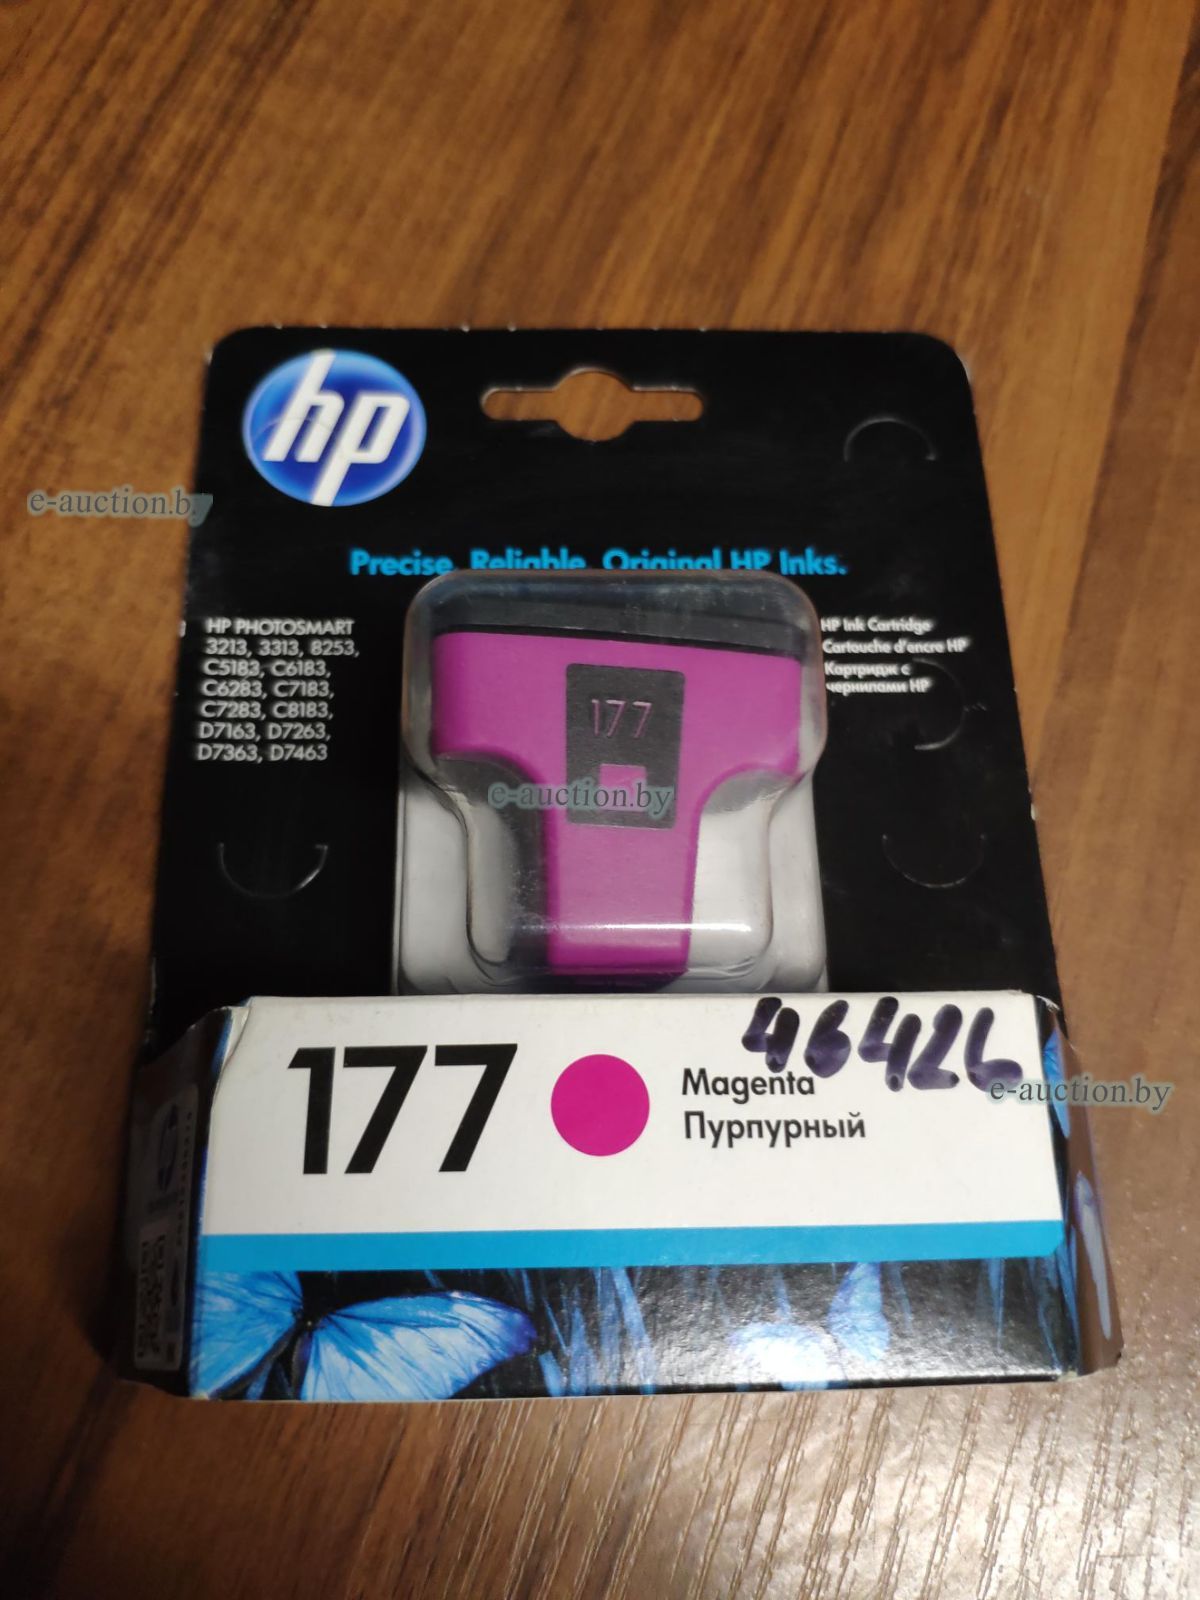 hp
e-auction.by
Precise. Reliable. Original HP Inks.
HP PHOTOSMART
3213, 3313, 8253,
C5183, C6183,
C6283, C7183,
C7283, C8183,
D7163, D7263,
D7363, D7463
HP Ink Cartridge
Cartouche d'encre HP
Картридж с
чернилами HP
177
e-auction.by
46426
177
Magenta
Пурпурный
e-auction.by